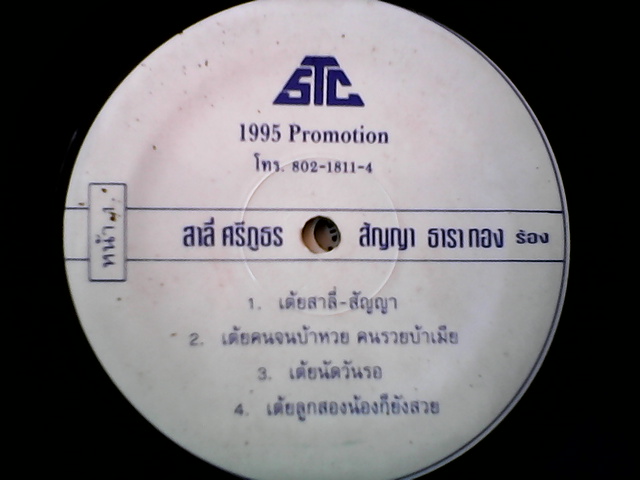 STC
1995 Promotion
โทร. 802-1811-4
หน้า
สาลี่ ศรีภูธร สัญญา ธาราทอง ร้อง
1. เต้ยสาลี่-สัญญา
2. เต้ยคนจนบ้าหวย คนรวยบ้าเมีย
3. เต้ยนัดวันรอ
4. เต้ยลูกสองน้องก็ยังสวย